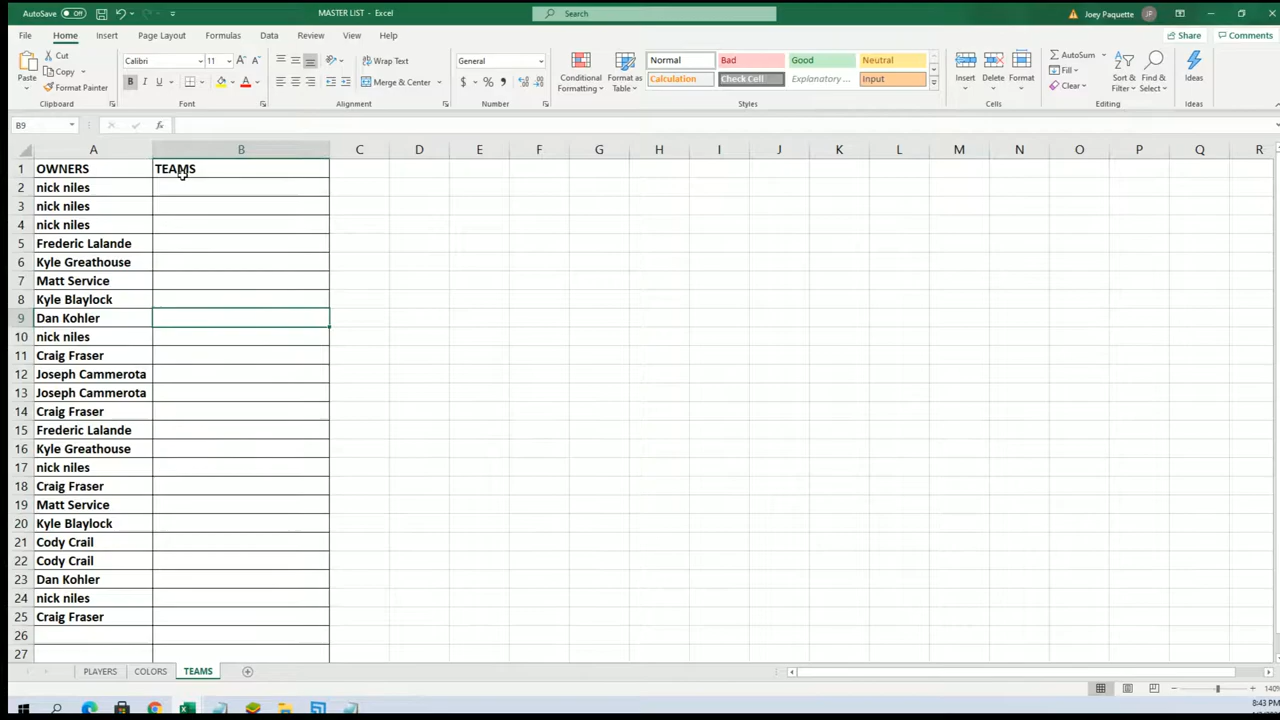 AutoSave Off MASTER LIST - Excel Search Joey Paquette JP
File Home Insert Page Layout Formulas Data Review View Help Share Comments
Paste Cut Copy Format Painter Clipboard
Calibri 11 A A B I U A Font
Wrap Text Merge & Center Alignment
General $ % , Number
Conditional Formatting Format as Table
Normal Bad Good Neutral
Calculation Check Cell Explanatory ... Input
Styles
Insert Delete Format Cells
AutoSum Fill Clear Sort & Filter Find & Select Editing
Ideas Ideas
B9 fx
A B C D E F G H I J K L M N O P Q R
1 OWNERS TEAMS
2 nick niles
3 nick niles
4 nick niles
5 Frederic Lalande
6 Kyle Greathouse
7 Matt Service
8 Kyle Blaylock
9 Dan Kohler
10 nick niles
11 Craig Fraser
12 Joseph Cammerota
13 Joseph Cammerota
14 Craig Fraser
15 Frederic Lalande
16 Kyle Greathouse
17 nick niles
18 Craig Fraser
19 Matt Service
20 Kyle Blaylock
21 Cody Crail
22 Cody Crail
23 Dan Kohler
24 nick niles
25 Craig Fraser
26
27
PLAYERS COLORS TEAMS
140%
8:43 PM